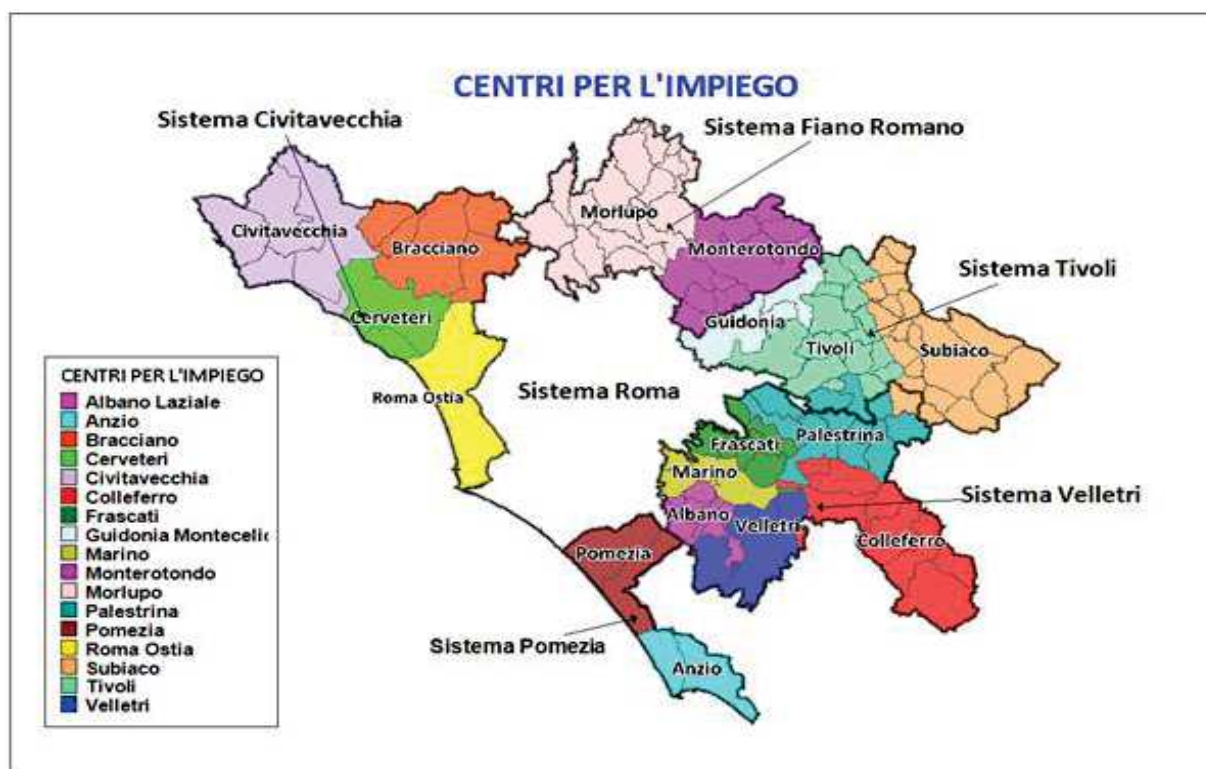 CENTRI PER L'IMPIEGO
Sistema Civitavecchia
Sistema Fiano Romano
Morlupo
Civitavecchia
Bracciano
Monterotondo
Sistema Tivoli
Cerveteri
Guidonia
Tivoli
Subiaco
Sistema Roma
Roma Ostia
Frascati
Palestrina
Marino
Sistema Velletri
Albano
Velletri
Colleferro
Pomezia
Sistema Pomezia
Anzio
CENTRI PER L'IMPIEGO
Albano Laziale
Anzio
Bracciano
Cerveteri
Civitavecchia
Colleferro
Frascati
Guidonia Montecelic
Marino
Monterotondo
Morlupo
Palestrina
Pomezia
Roma Ostia
Subiaco
Tivoli
Velletri